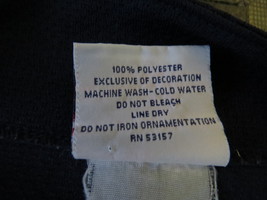 100% POLYESTER
EXCLUSIVE OF DECORATION
MACHINE WASH - COLD WATER
DO NOT BLEACH
LINE DRY
DO NOT IRON ORNAMENTATION
RN 53157